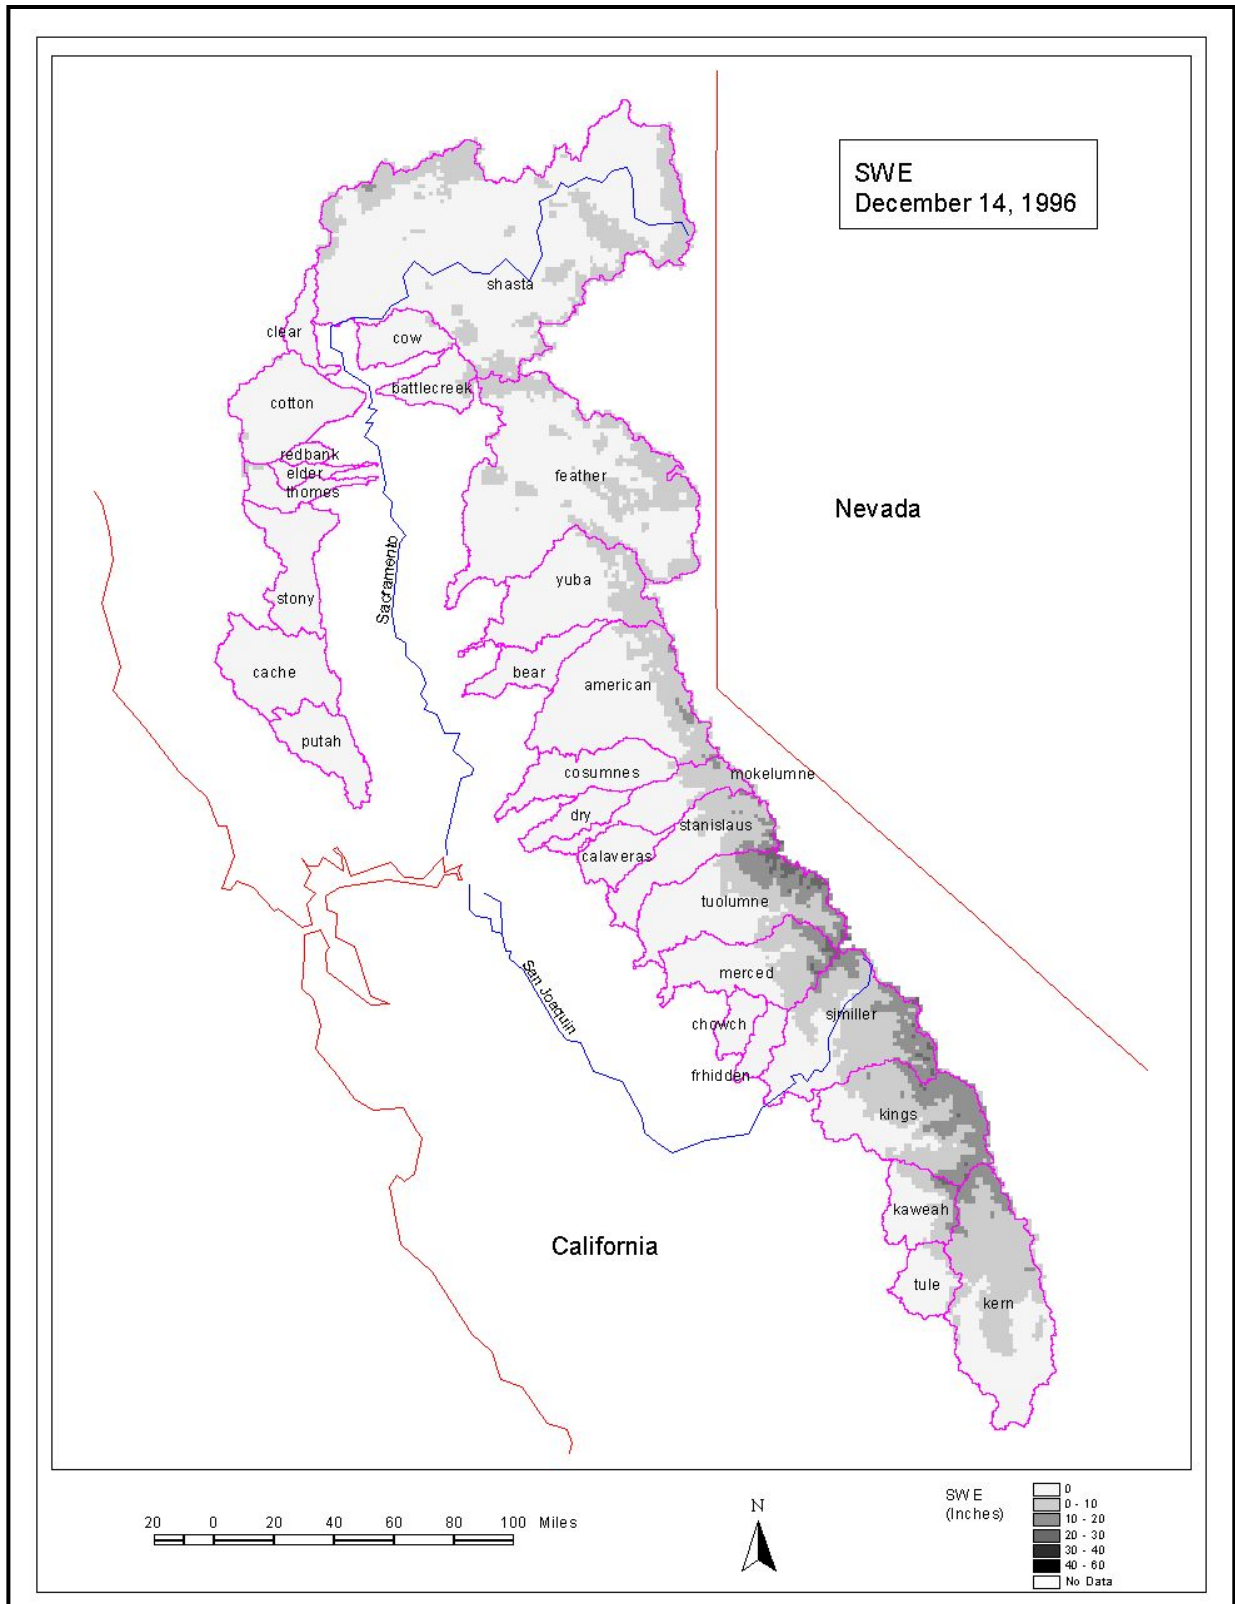 SWE
December 14, 1996
shasta
clear
cow
battlecreek
cotton
redbank
elder
thomes
feather
Nevada
Sacramento
yuba
stony
bear
cache
american
putah
cosumnes
mokelumne
dry
stanislaus
calaveras
tuolumne
merced
San Joaquin
chowch
sjmiller
frhidden
kings
kaweah
California
tule
kern
20 0 20 40 60 80 100 Miles
N
SWE
(Inches)
0
0 - 10
10 - 20
20 - 30
30 - 40
40 - 60
No Data